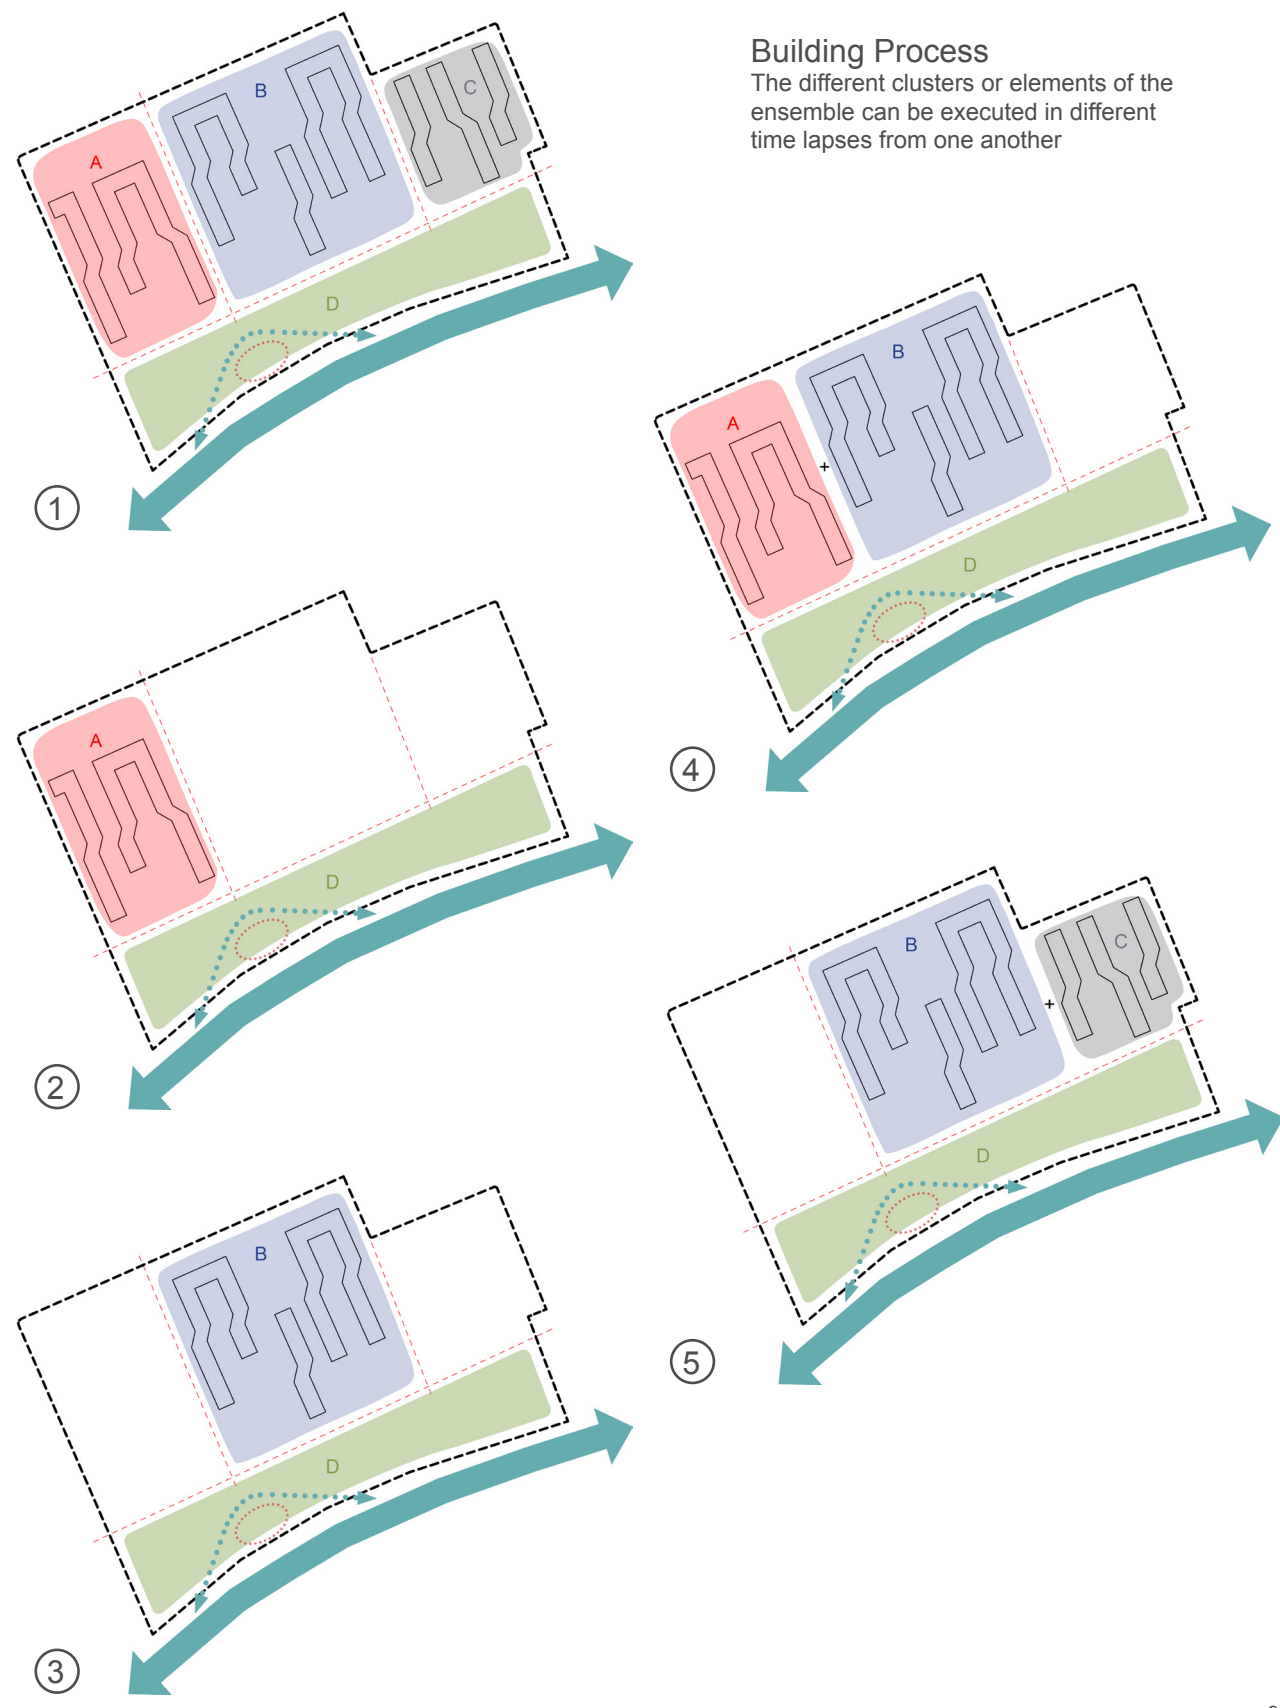 Building Process
The different clusters or elements of the
ensemble can be executed in different
time lapses from one another
A
B
C
D
1
A
D
2
B
D
3
A
+
B
D
4
B
+
C
D
5